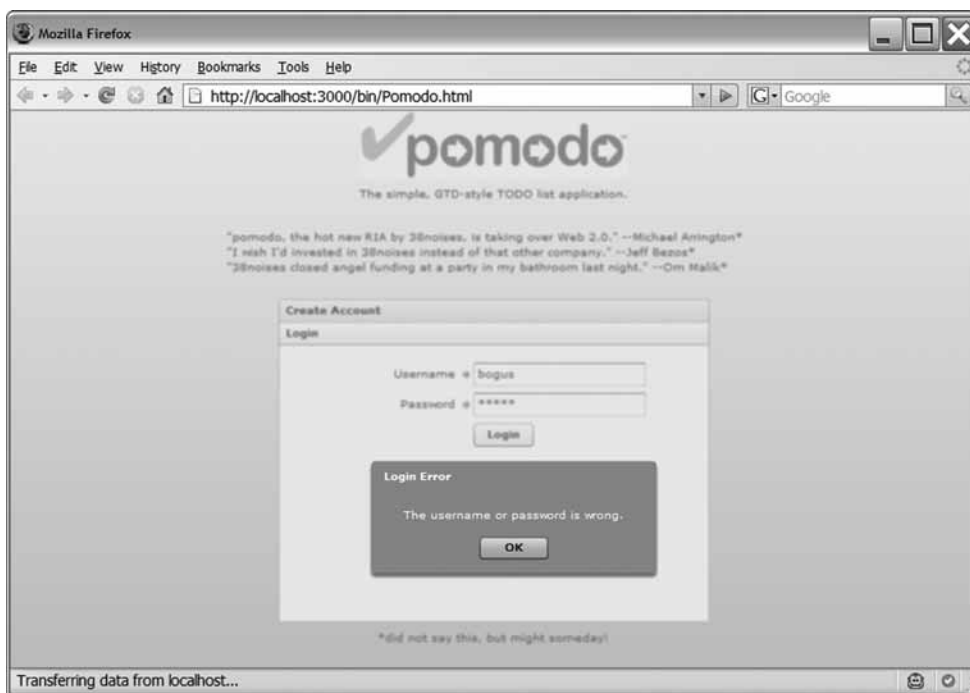 Mozilla Firefox
File Edit View History Bookmarks Tools Help
http://localhost:3000/bin/Pomodo.html G Google
pomodo™
The simple, GTD-style TODO list application.
"pomodo, the hot new RIA by 38noises, is taking over Web 2.0." --Michael Arrington*
"I wish I'd invested in 38noises instead of that other company." --Jeff Bezos*
"38noises closed angel funding at a party in my bathroom last night." --Om Malik*
Create Account
Login
Username * bogus
Password * *****
Login
Login Error
The username or password is wrong.
OK
*did not say this, but might someday!
Transferring data from localhost...